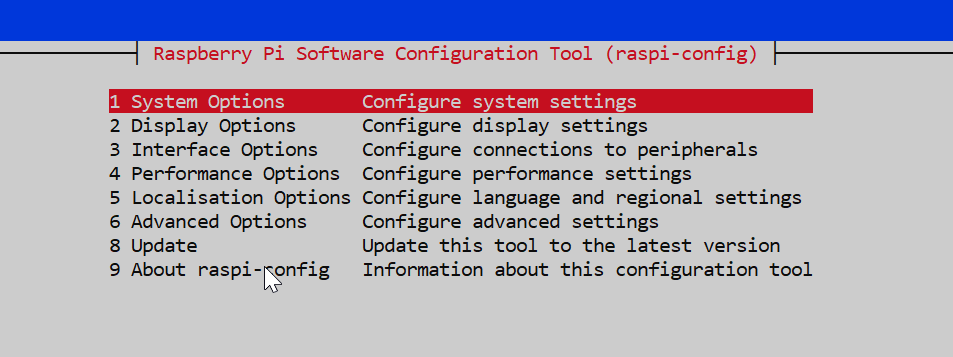 Raspberry Pi Software Configuration Tool (raspi-config)
1 System Options Configure system settings
2 Display Options Configure display settings
3 Interface Options Configure connections to peripherals
4 Performance Options Configure performance settings
5 Localisation Options Configure language and regional settings
6 Advanced Options Configure advanced settings
8 Update Update this tool to the latest version
9 About raspi-config Information about this configuration tool